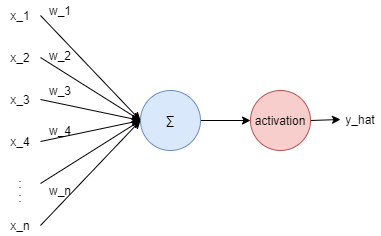 x_1 w_1
x_2 w_2
x_3 w_3
x_4 w_4
Σ
activation
y_hat
w_n
x_n